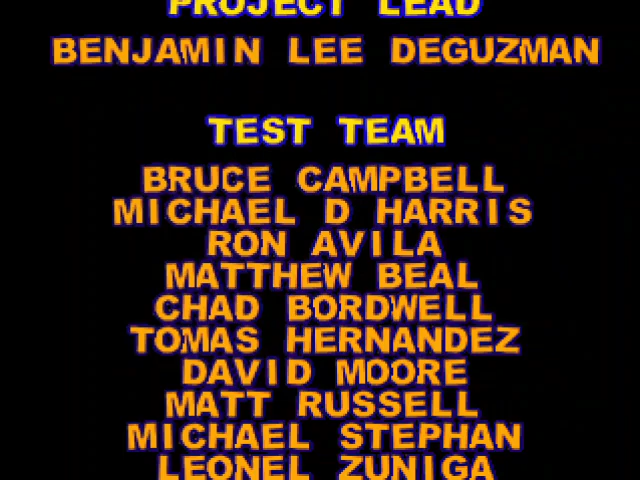 PROJECT LEAD
BENJAMIN LEE DEGUZMAN
TEST TEAM
BRUCE CAMPBELL
MICHAEL D HARRIS
RON AVILA
MATTHEW BEAL
CHAD BORDWELL
TOMAS HERNANDEZ
DAVID MOORE
MATT RUSSELL
MICHAEL STEPHAN
LEONEL ZUNIGA